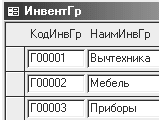 ИнвентГр
КодИнвГр НаимИнвГр
Г00001 Вычтехника
Г00002 Мебель
Г00003 Приборы